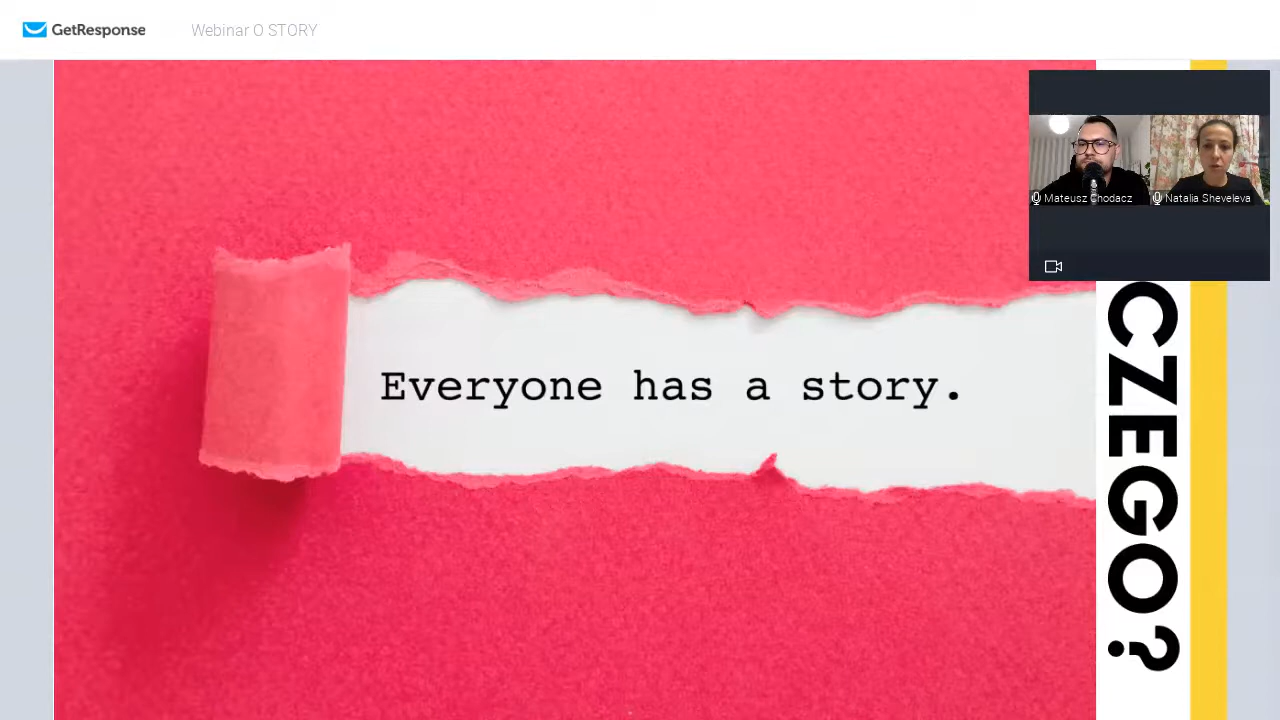 GetResponse
Webinar O STORY
Mateusz Chodacz
Natalia Sheveleva
Everyone has a story.
CZEGO?